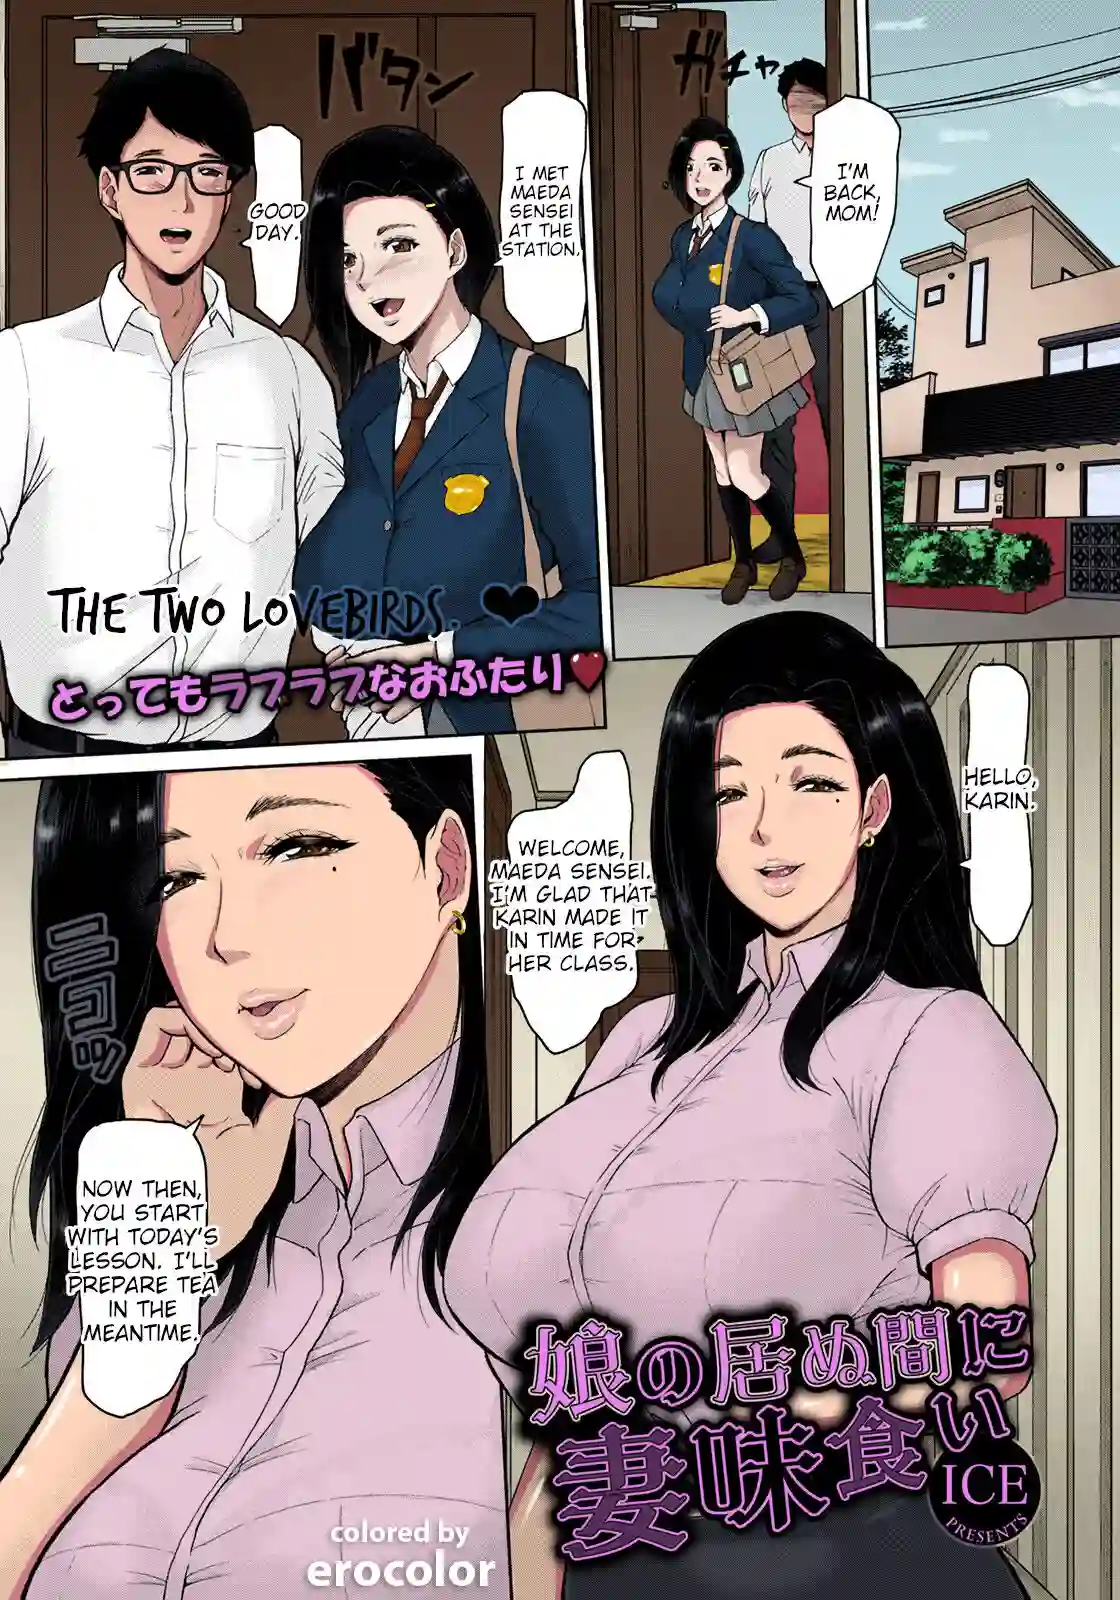 I'M
BACK,
MOM!
ガチャ
バタン
I MET
MAEDA
SENSEI
AT THE
STATION.
GOOD
DAY.
THE TWO LOVEBIRDS. ❤
とってもラブラブなおふたり♥
HELLO,
KARIN.
WELCOME,
MAEDA SENSEI.
I'M GLAD THAT
KARIN MADE IT
IN TIME FOR
HER CLASS.
ニコッ
NOW THEN,
YOU START
WITH TODAY'S
LESSON. I'LL
PREPARE TEA
IN THE
MEANTIME.
娘の居ぬ間に
妻味食い
ICE
PRESENTS
colored by
erocolor